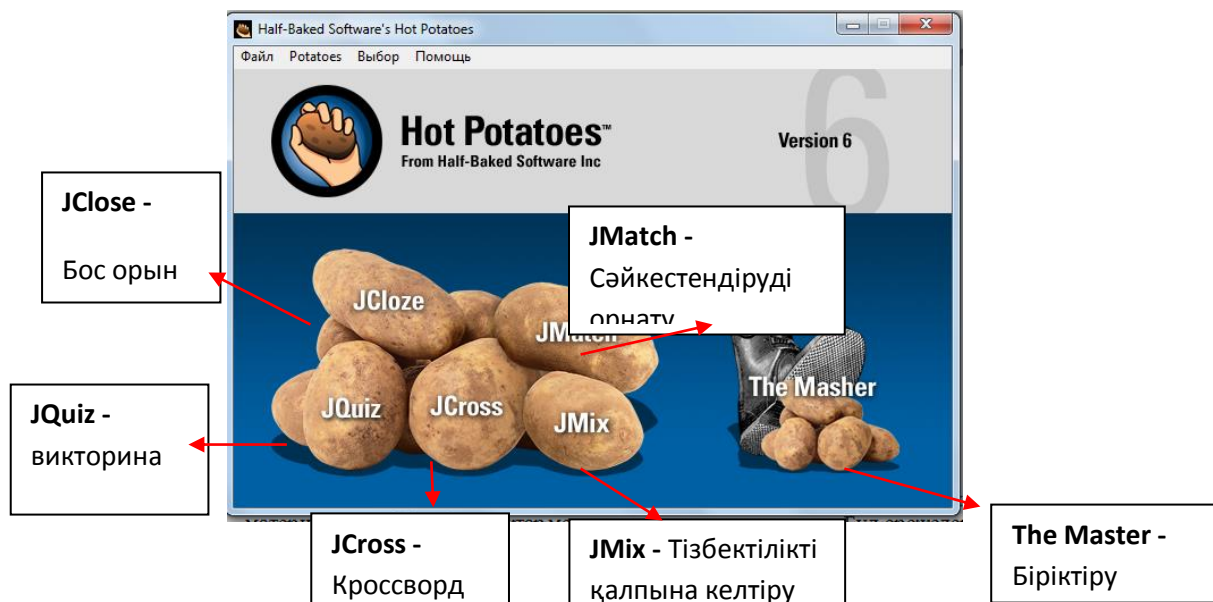 Half-Baked Software's Hot Potatoes
Файл Potatoes Выбор Помощь
6
Hot Potatoes™
From Half-Baked Software Inc
Version 6
JClose -
Бос орын
JMatch -
Сәйкестендіруді
орнату
JCloze
JMatch
The Masher
JQuiz
JCross
JMix
JQuiz -
викторина
JCross -
Кроссворд
JMix - Тізбектілікті
қалпына келтіру
The Master -
Біріктіру